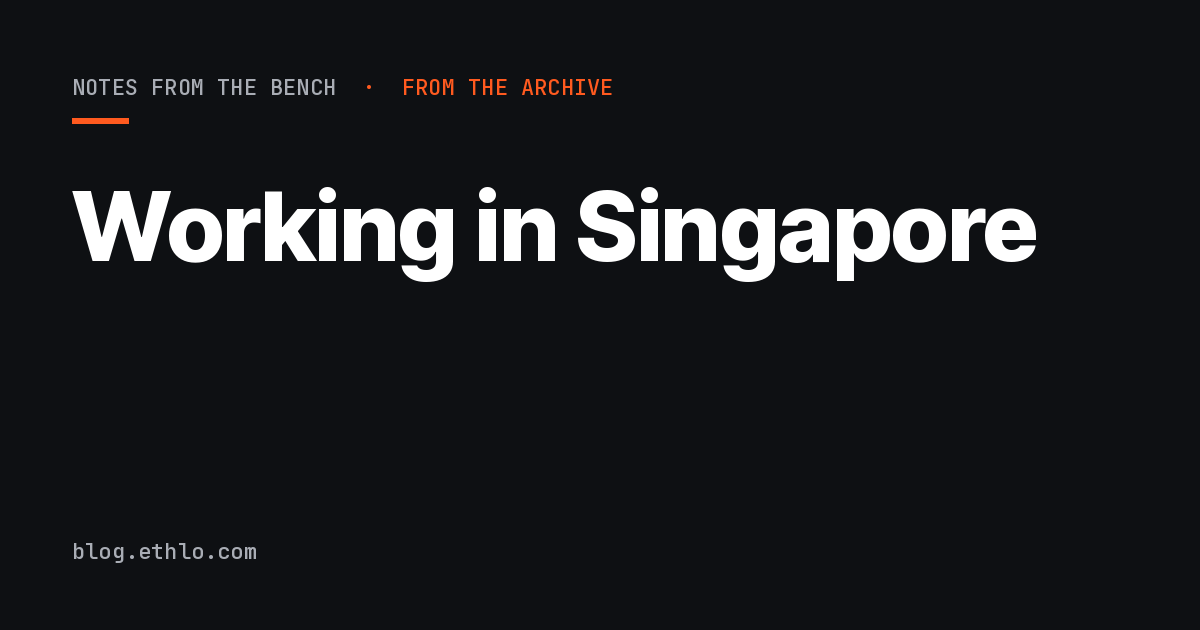 NOTES FROM THE BENCH · FROM THE ARCHIVE
Working in Singapore
blog.ethlo.com